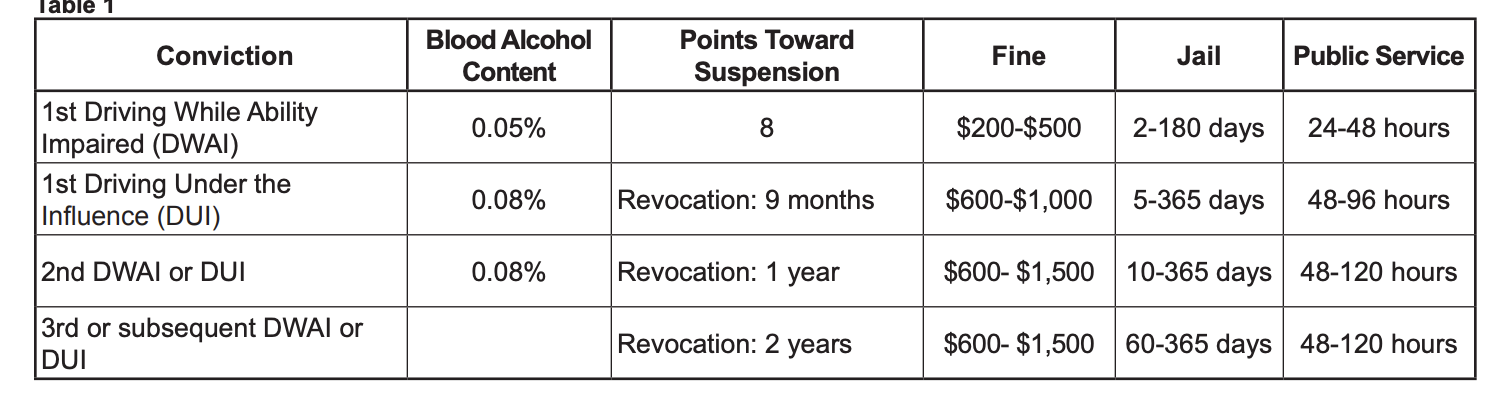 Table 1
Conviction
Blood Alcohol
Content
Points Toward
Suspension
Fine
Jail
Public Service
1st Driving While Ability
Impaired (DWAI)
0.05%
8
$200-$500
2-180 days
24-48 hours
1st Driving Under the
Influence (DUI)
0.08%
Revocation: 9 months
$600-$1,000
5-365 days
48-96 hours
2nd DWAI or DUI
0.08%
Revocation: 1 year
$600- $1,500
10-365 days
48-120 hours
3rd or subsequent DWAI or
DUI
Revocation: 2 years
$600- $1,500
60-365 days
48-120 hours